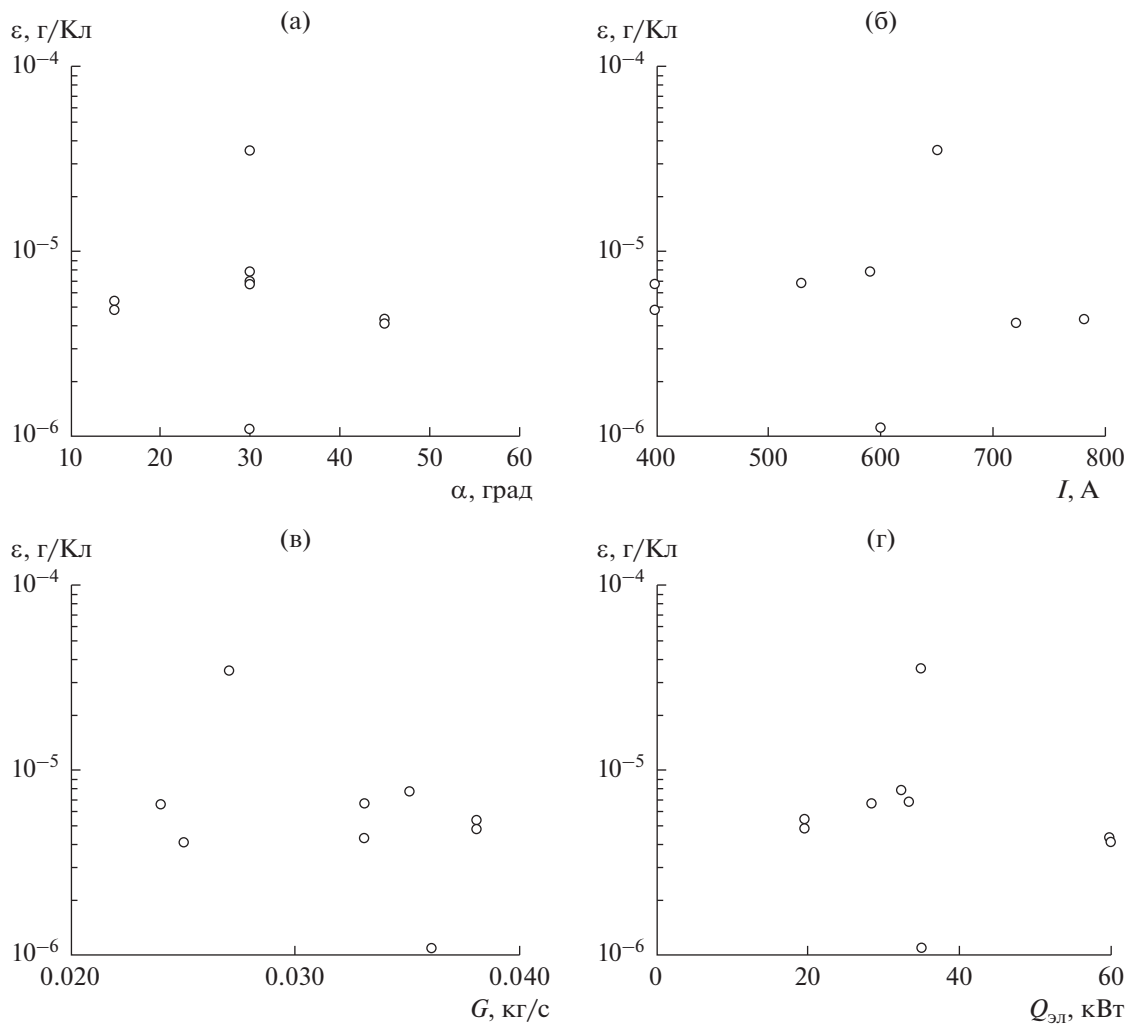 (а)
ε, г/Кл
10⁻⁴
10⁻⁵
10⁻⁶
10 20 30 40 50 60
α, град
(б)
ε, г/Кл
10⁻⁴
10⁻⁵
10⁻⁶
400 500 600 700 800
I, А
(в)
ε, г/Кл
10⁻⁴
10⁻⁵
10⁻⁶
0.020 0.030 0.040
G, кг/с
(г)
ε, г/Кл
10⁻⁴
10⁻⁵
10⁻⁶
0 20 40 60
Qэл, кВт